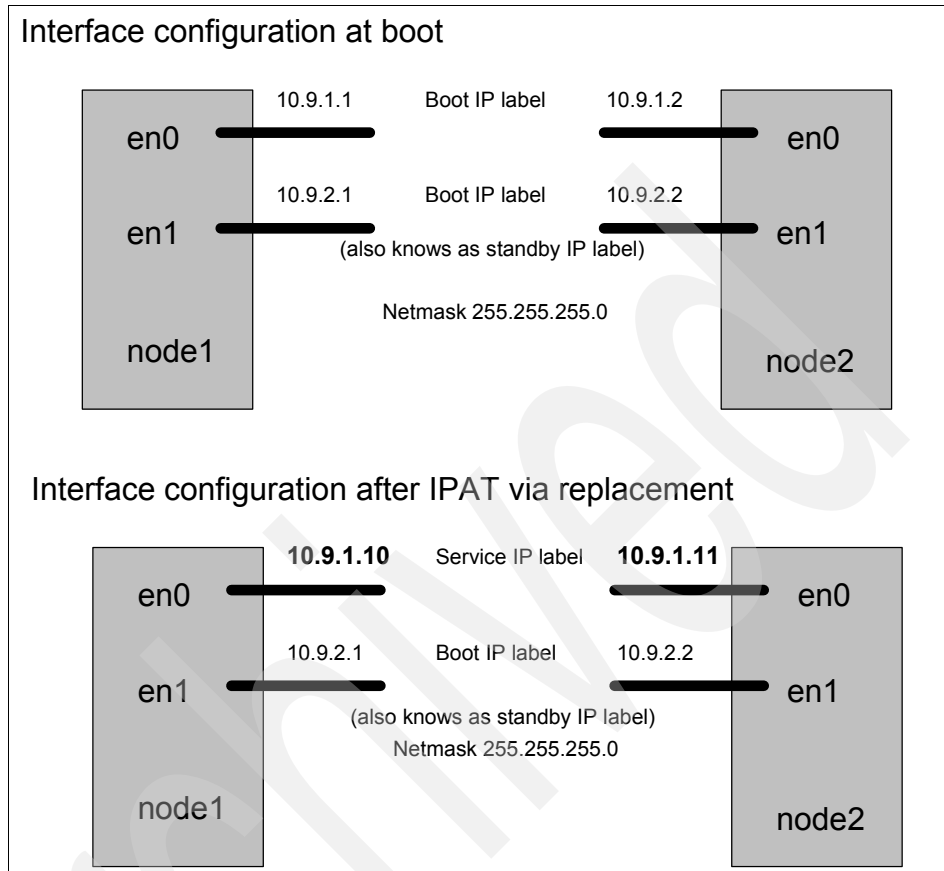 Interface configuration at boot
10.9.1.1 Boot IP label 10.9.1.2
en0 en0
10.9.2.1 Boot IP label 10.9.2.2
en1 en1
(also knows as standby IP label)
Netmask 255.255.255.0
node1 node2
Interface configuration after IPAT via replacement
10.9.1.10 Service IP label 10.9.1.11
en0 en0
10.9.2.1 Boot IP label 10.9.2.2
en1 en1
(also knows as standby IP label)
Netmask 255.255.255.0
node1 node2